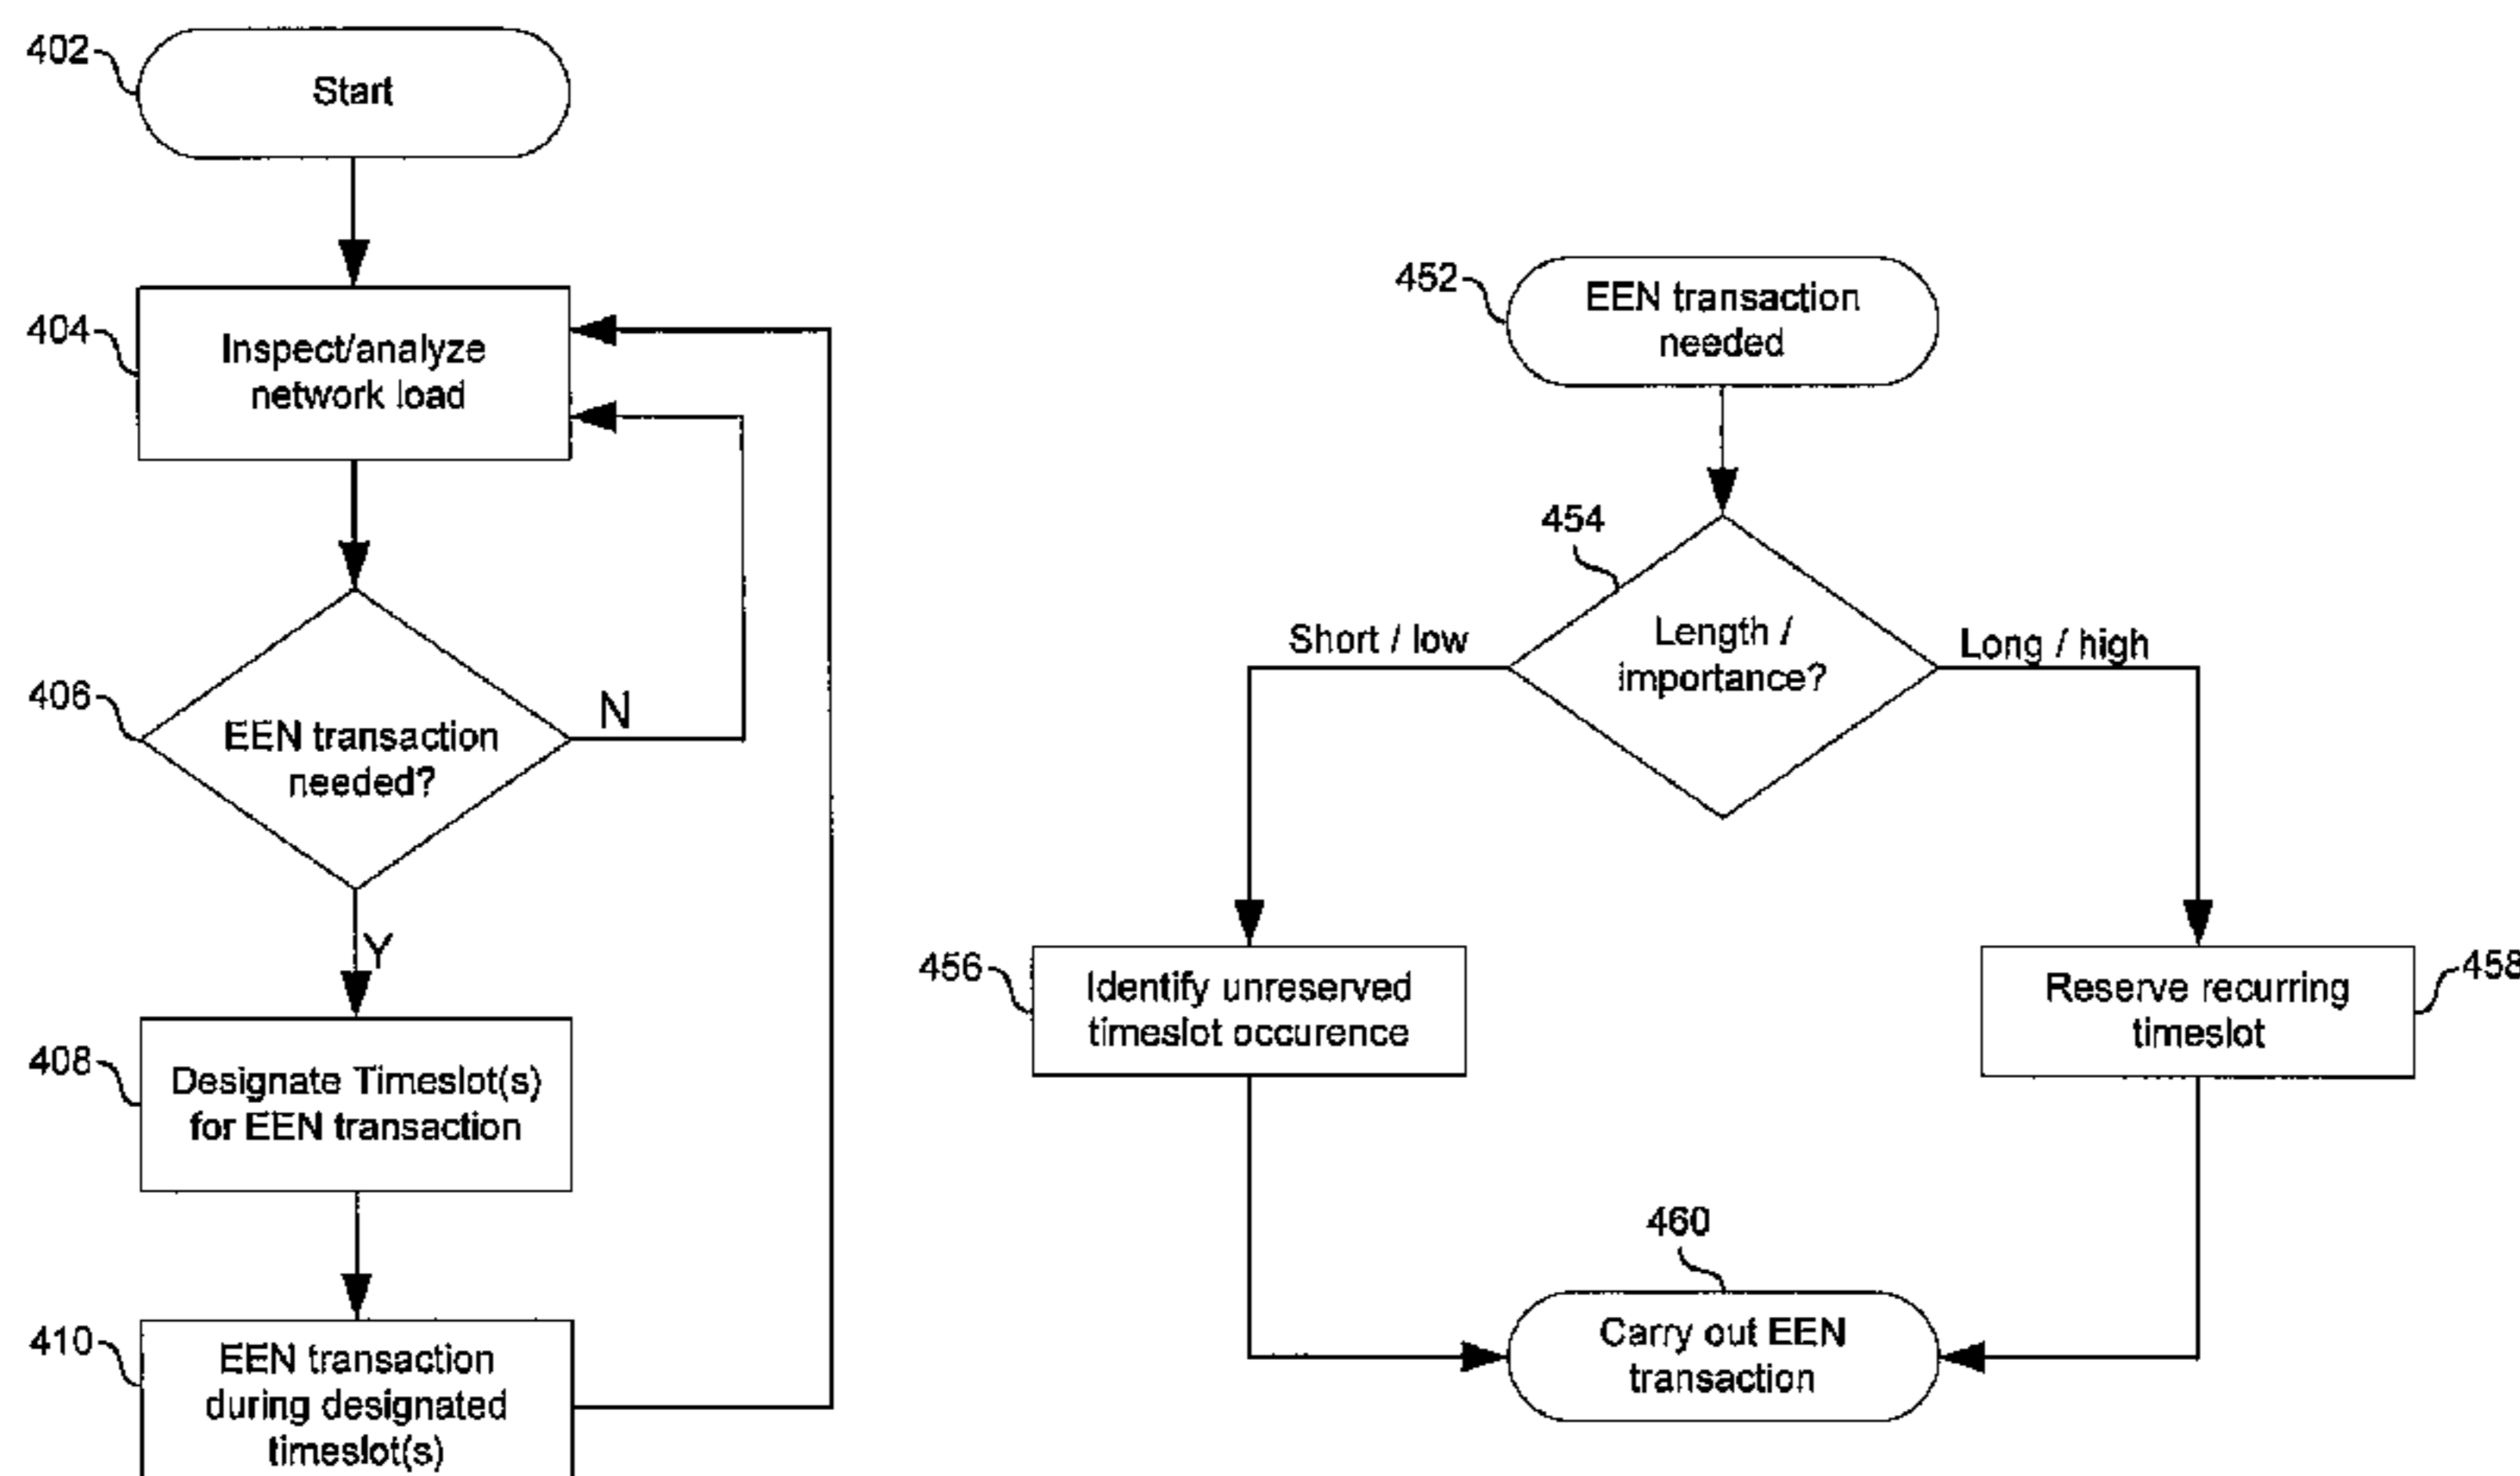 402
Start
404
Inspect/analyze
network load
406
EEN transaction
needed?
N
Y
408
Designate Timeslot(s)
for EEN transaction
410
EEN transaction
during designated
timeslot(s)
452
EEN transaction
needed
454
Length /
importance?
Short / low
Long / high
456
Identify unreserved
timeslot occurence
458
Reserve recurring
timeslot
460
Carry out EEN
transaction